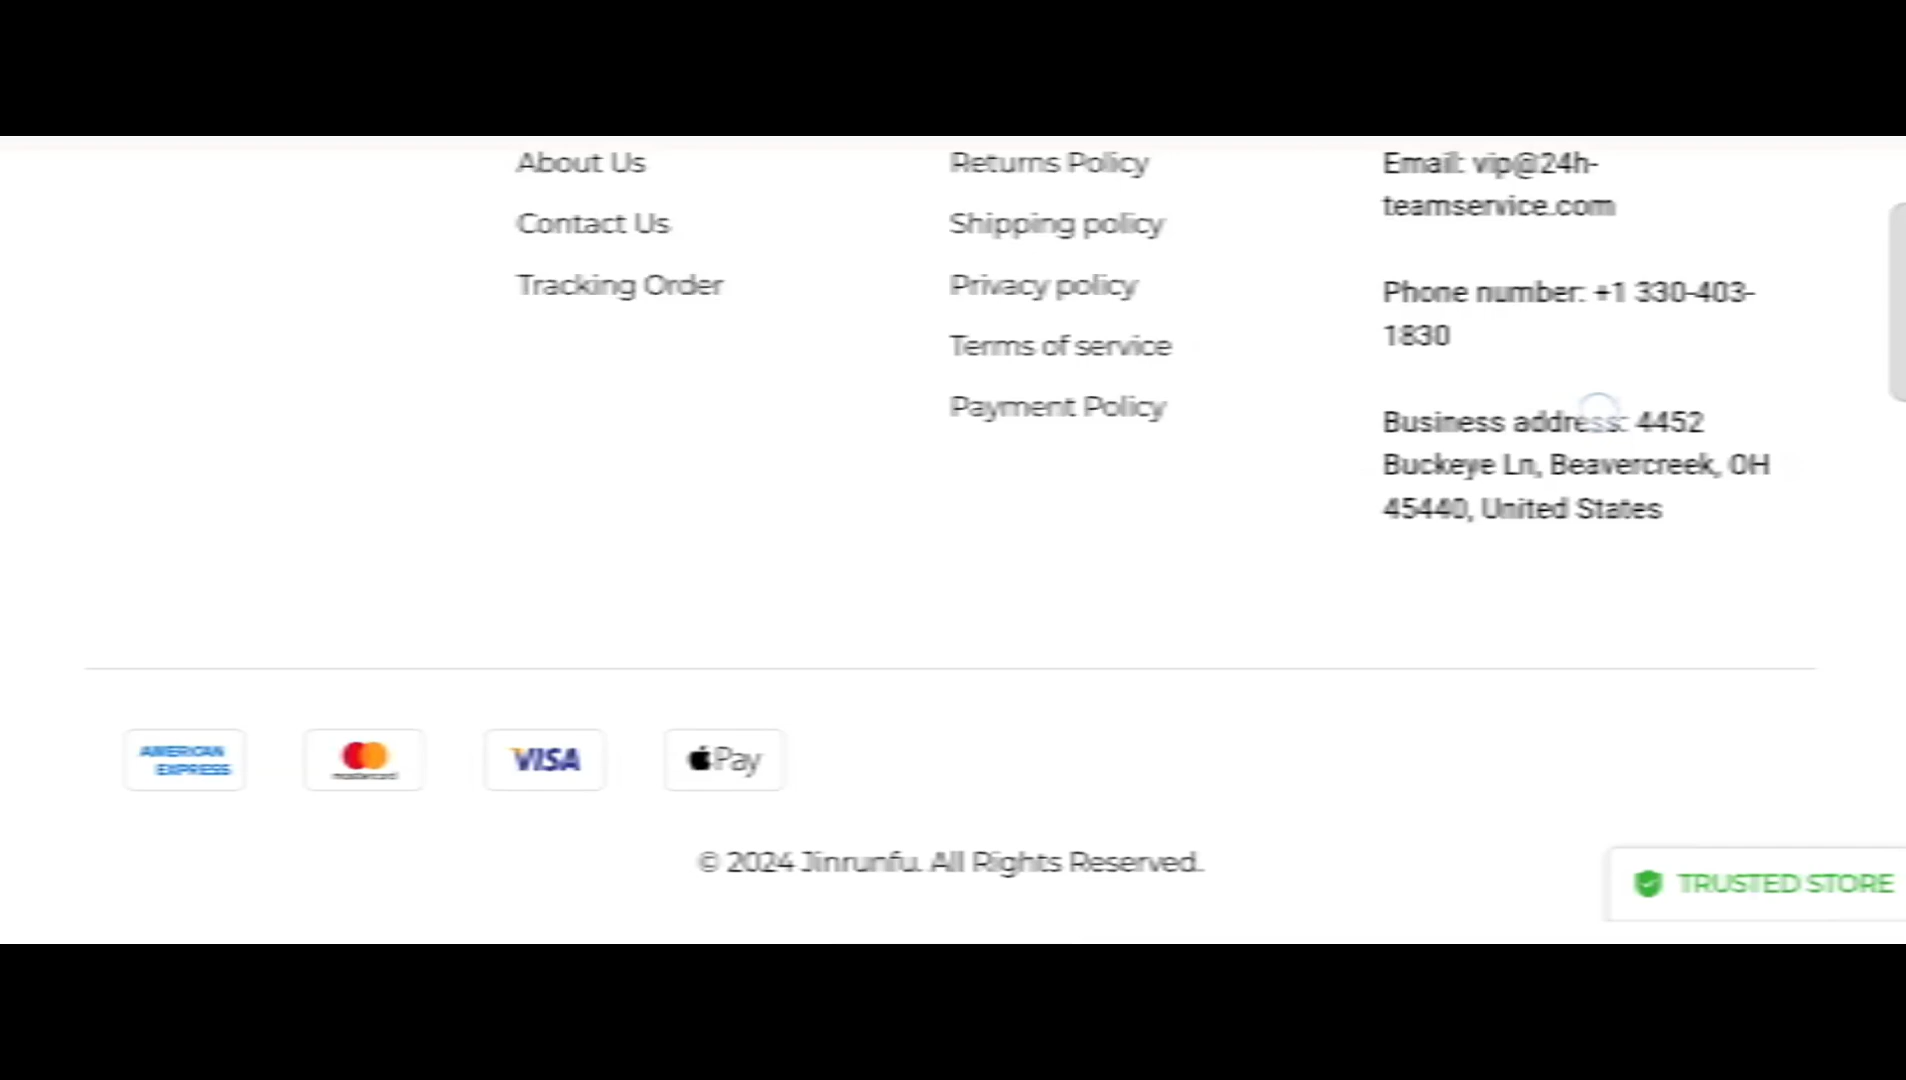 About Us
Contact Us
Tracking Order
Returns Policy
Shipping policy
Privacy policy
Terms of service
Payment Policy
Email: vip@24h-
teamservice.com
Phone number: +1 330-403-
1830
Business address: 4452
Buckeye Ln, Beavercreek, OH
45440, United States
AMERICAN
EXPRESS
mastercard
VISA
Pay
© 2024 Jinrunfu. All Rights Reserved.
TRUSTED STORE